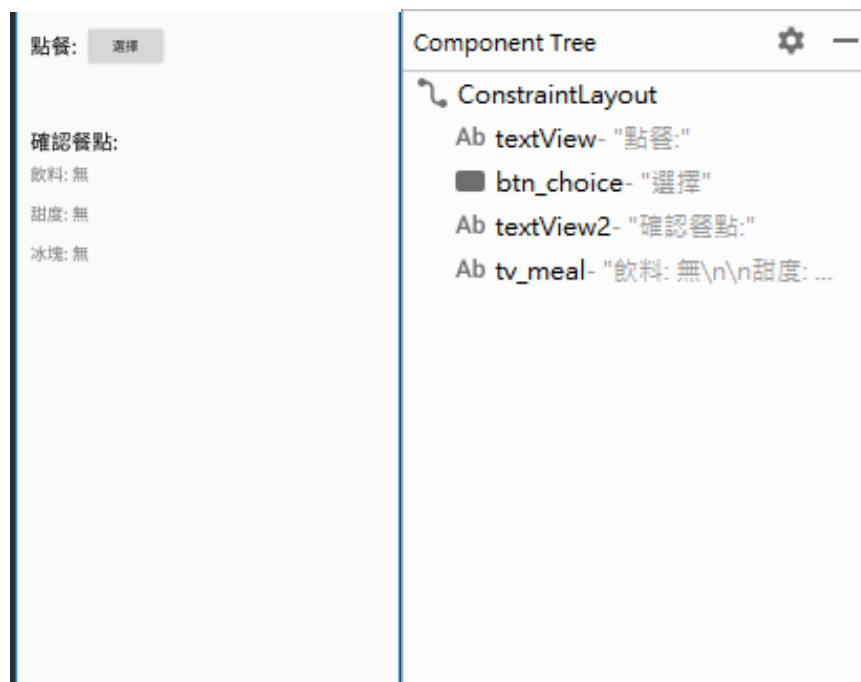 點餐: 選擇
確認餐點:
飲料: 無
甜度: 無
冰塊: 無
Component Tree
ConstraintLayout
Ab textView- "點餐:"
btn_choice- "選擇"
Ab textView2- "確認餐點:"
Ab tv_meal- "飲料: 無\n\n甜度: ...